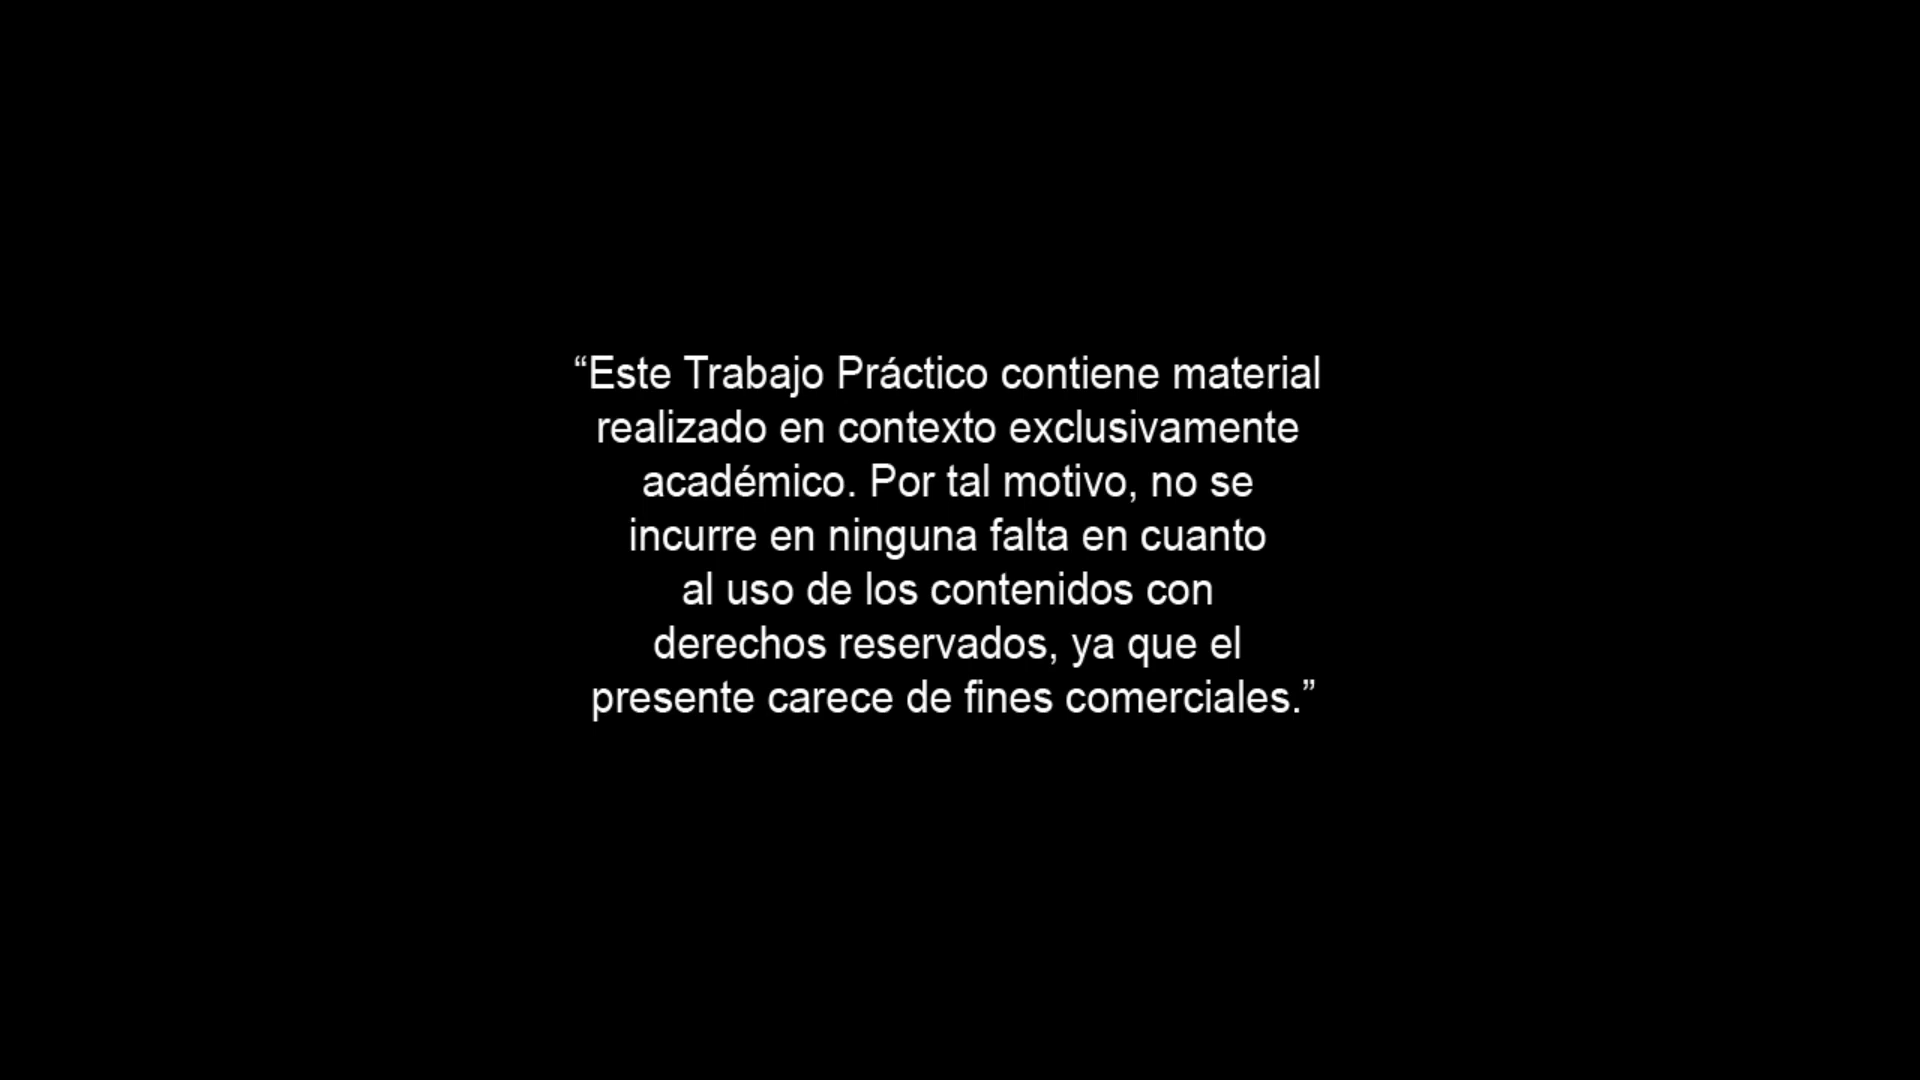 “Este Trabajo Práctico contiene material
realizado en contexto exclusivamente
académico. Por tal motivo, no se
incurre en ninguna falta en cuanto
al uso de los contenidos con
derechos reservados, ya que el
presente carece de fines comerciales.”